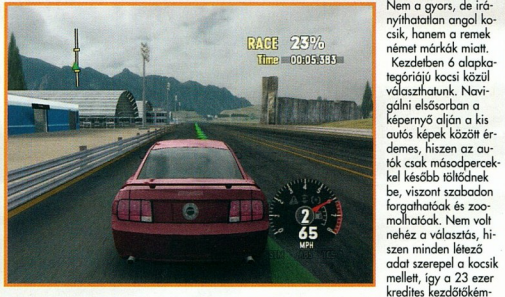 RACE 23%
Time 00:05.383
2
65
MPH
Nem a gyors, de irá-
nyíthatatlan angol ko-
csik, hanem a remek
német márkák miatt.
Kezdetben 6 alapka-
tegóriájú kocsi közül
választhatunk. Navi-
gálni elsősorban a
képernyő alján a kis
autós képek között ér-
demes, hiszen az au-
tók csak másodpercek-
kel később töltődnek
be, viszont szabadon
forgathatóak és zoo-
molhatóak. Nem volt
nehéz a választás, hi-
szen minden létező
adat szerepel a kocsik
mellett, így a 23 ezer
kredites kezdőtőkém-